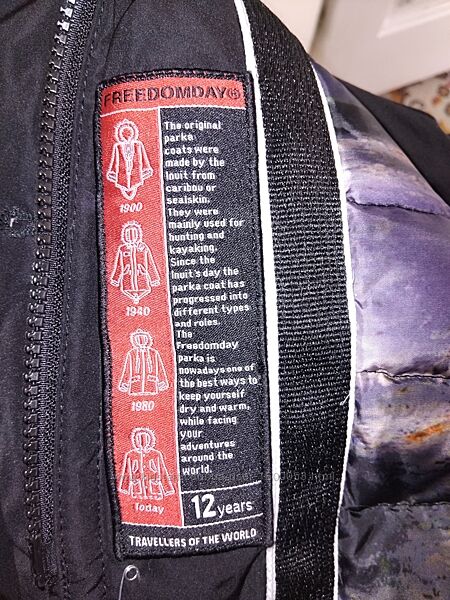 FREEDOMDAY
1900
1940
1980
Today
The original
parka
coats were
made by the
Inuit from
caribou or
sealskin.
They were
mainly used for
hunting and
kayaking.
Since the
Inuit's day the
parka coat has
progressed into
different types
and roles.
The
Freedomday
parka is
nowadays one of
the best ways to
keep yourself
dry and warm,
while facing
your
adventures
around the
world.
12 years
TRAVELLERS OF THE WORLD